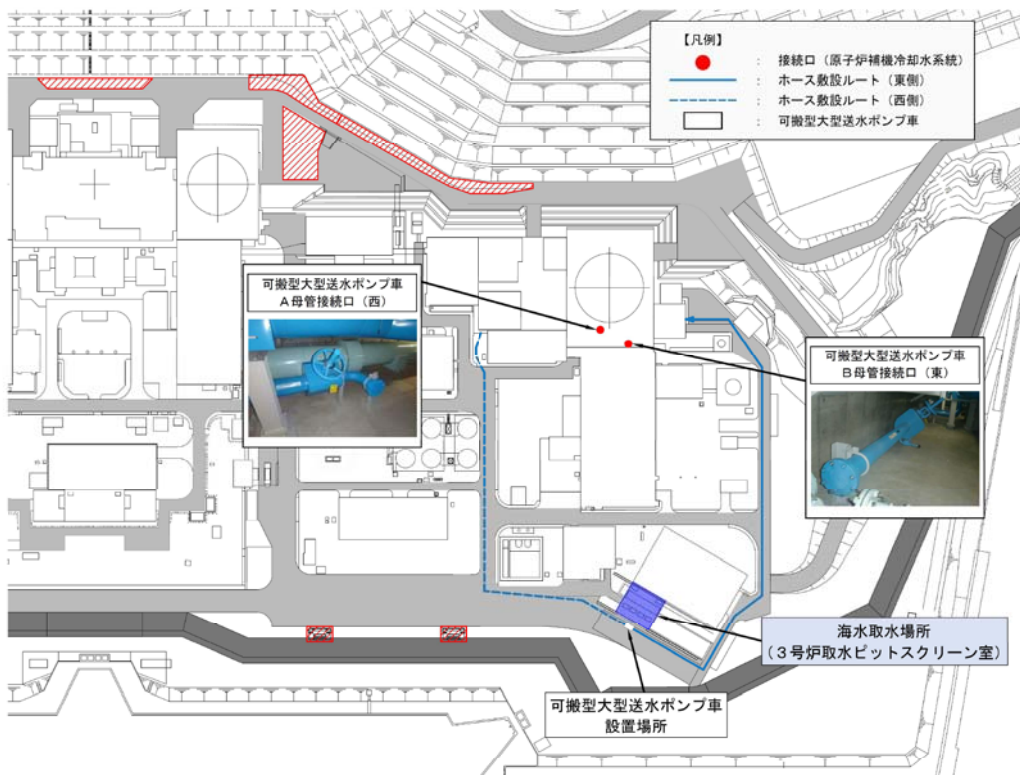 【凡例】
： 接続口（原子炉補機冷却水系統）
： ホース敷設ルート（東側）
： ホース敷設ルート（西側）
： 可搬型大型送水ポンプ車
可搬型大型送水ポンプ車
A母管接続口（西）
可搬型大型送水ポンプ車
B母管接続口（東）
海水取水場所
（３号炉取水ピットスクリーン室）
可搬型大型送水ポンプ車
設置場所